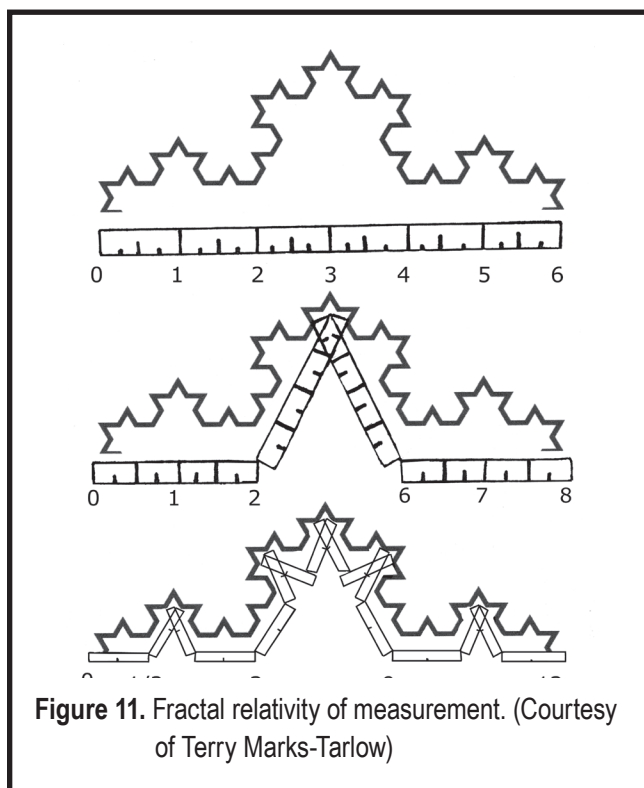 0 1 2 3 4 5 6
0 1 2 6 7 8
Figure 11. Fractal relativity of measurement. (Courtesy
of Terry Marks-Tarlow)